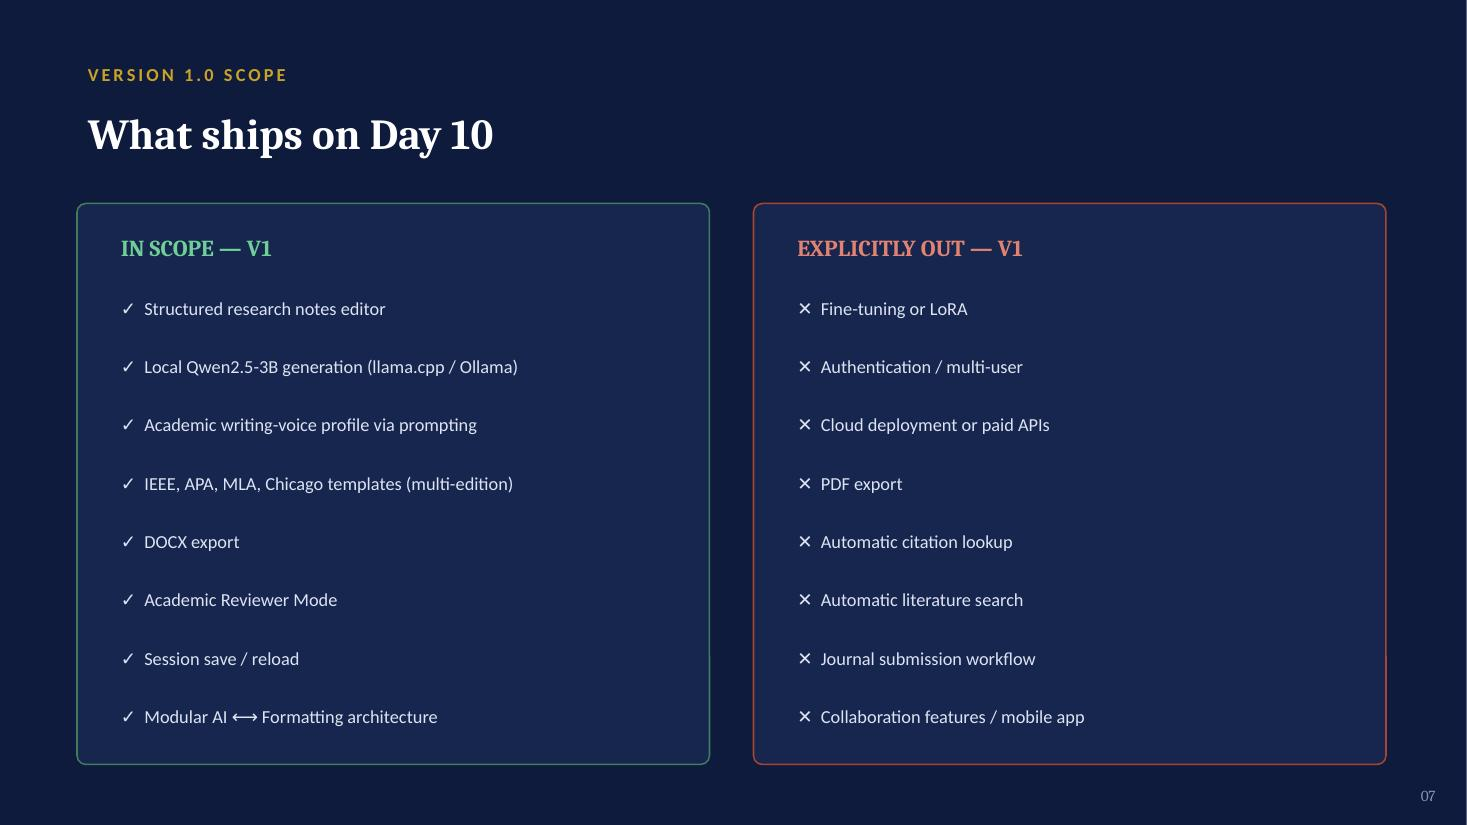 VERSION 1.0 SCOPE
What ships on Day 10
IN SCOPE — V1
✓ Structured research notes editor
✓ Local Qwen2.5-3B generation (llama.cpp / Ollama)
✓ Academic writing-voice profile via prompting
✓ IEEE, APA, MLA, Chicago templates (multi-edition)
✓ DOCX export
✓ Academic Reviewer Mode
✓ Session save / reload
✓ Modular AI ⟷ Formatting architecture
EXPLICITLY OUT — V1
✕ Fine-tuning or LoRA
✕ Authentication / multi-user
✕ Cloud deployment or paid APIs
✕ PDF export
✕ Automatic citation lookup
✕ Automatic literature search
✕ Journal submission workflow
✕ Collaboration features / mobile app
07